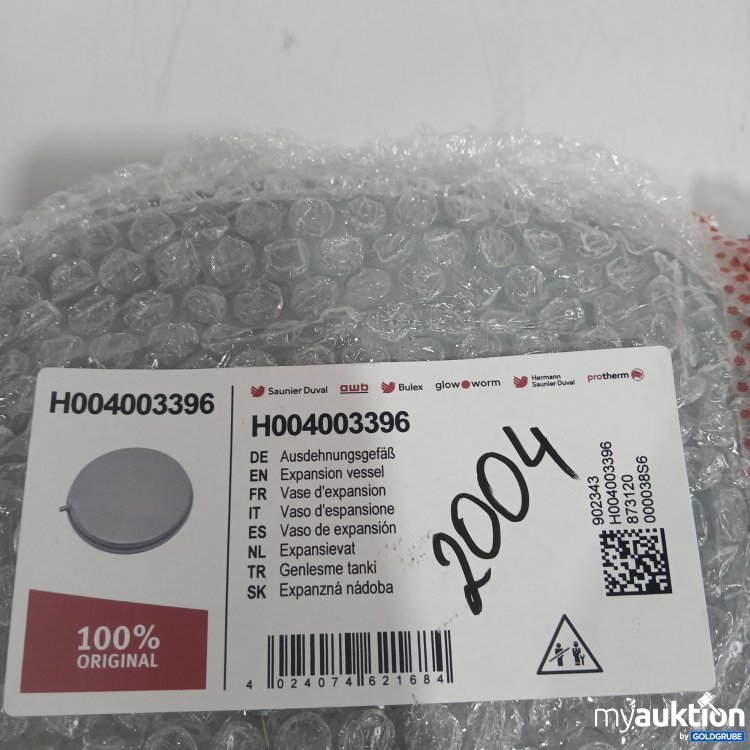 H004003396
100%
ORIGINAL
Saunier Duval awb Bulex glow worm Hermann Saunier Duval protherm
H004003396
DE Ausdehnungsgefäß
EN Expansion vessel
FR Vase d'expansion
IT Vaso d'espansione
ES Vaso de expansión
NL Expansievat
TR Genlesme tanki
SK Expanzná nádoba
2004
4 024074 621684
902343
H004003396
873120
000038S6
myauktion
by GOLDGRUBE